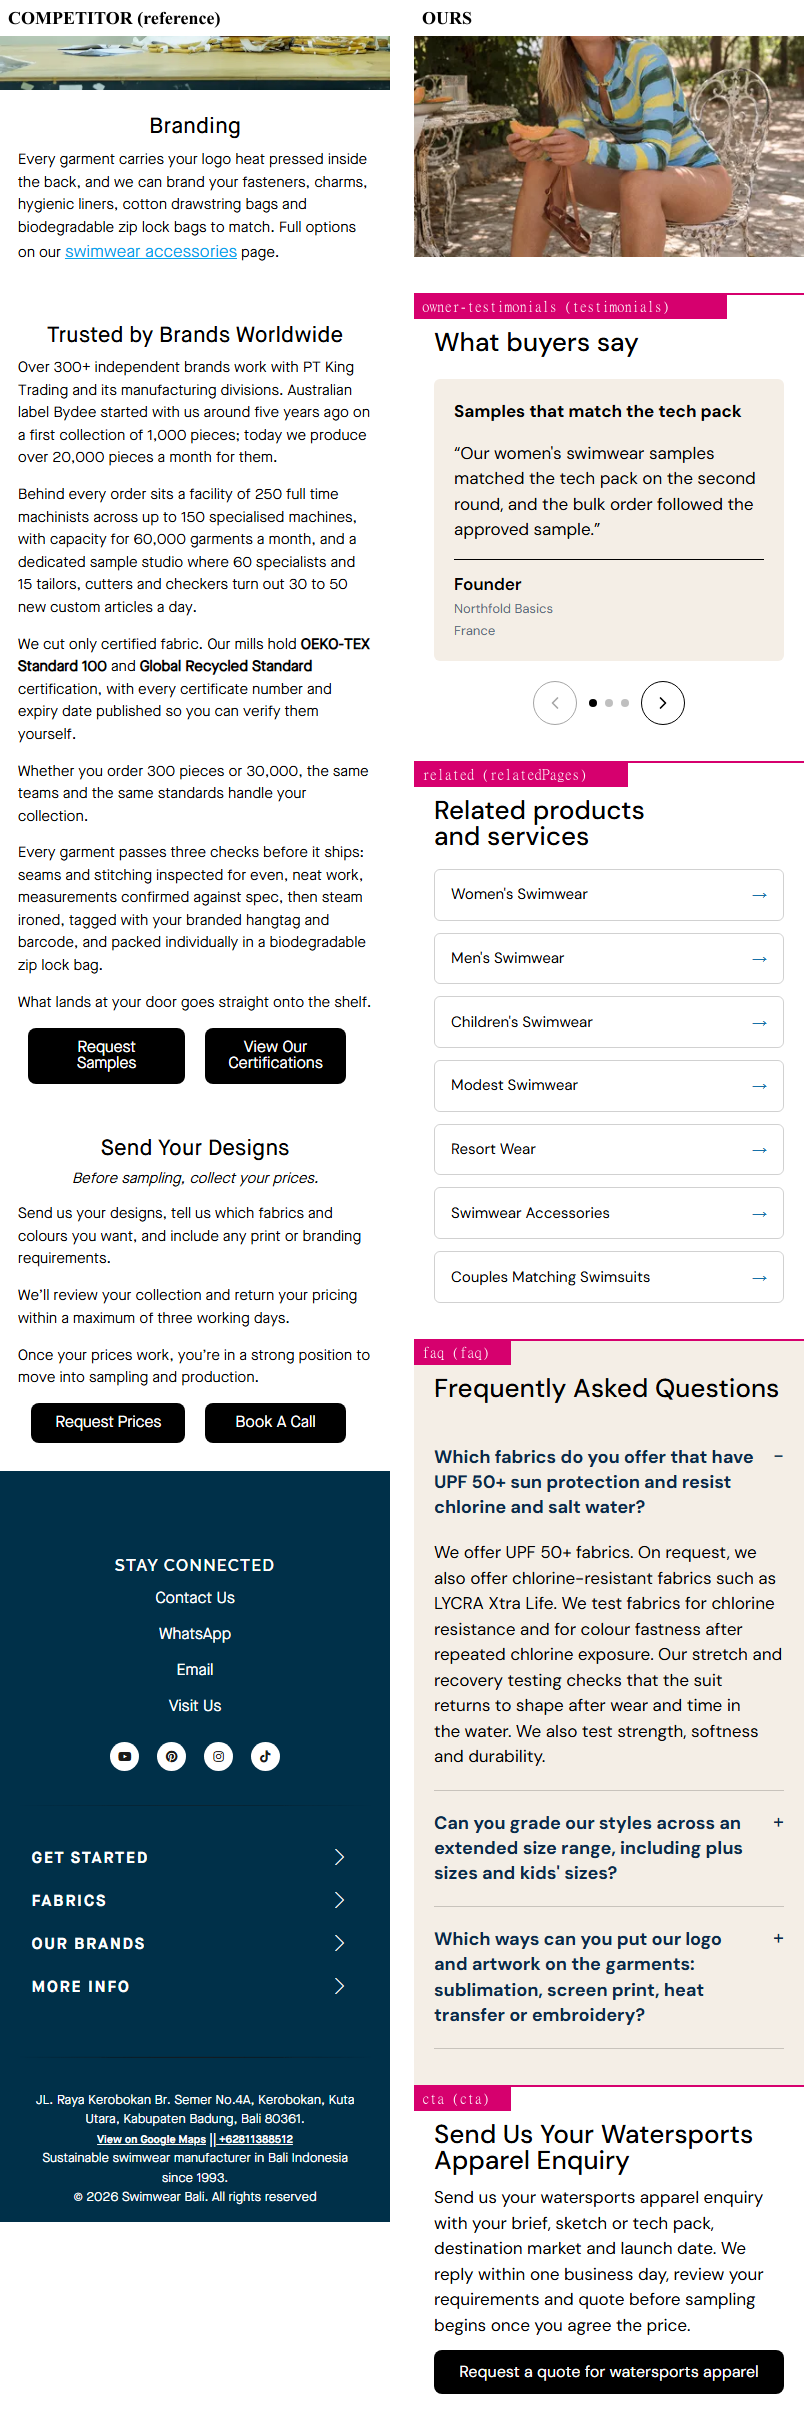 COMPETITOR (reference)
Branding
Every garment carries your logo heat pressed inside
the back, and we can brand your fasteners, charms,
hygienic liners, cotton drawstring bags and
biodegradable zip lock bags to match. Full options
on our swimwear accessories page.
Trusted by Brands Worldwide
Over 300+ independent brands work with PT King
Trading and its manufacturing divisions. Australian
label Bydee started with us around five years ago on
a first collection of 1,000 pieces; today we produce
over 20,000 pieces a month for them.
Behind every order sits a facility of 250 full time
machinists across up to 150 specialised machines,
with capacity for 60,000 garments a month, and a
dedicated sample studio where 60 specialists and
15 tailors, cutters and checkers turn out 30 to 50
new custom articles a day.
We cut only certified fabric. Our mills hold OEKO-TEX
Standard 100 and Global Recycled Standard
certification, with every certificate number and
expiry date published so you can verify them
yourself.
Whether you order 300 pieces or 30,000, the same
teams and the same standards handle your
collection.
Every garment passes three checks before it ships:
seams and stitching inspected for even, neat work,
measurements confirmed against spec, then steam
ironed, tagged with your branded hangtag and
barcode, and packed individually in a biodegradable
zip lock bag.
What lands at your door goes straight onto the shelf.
Request
Samples
View Our
Certifications
Send Your Designs
Before sampling, collect your prices.
Send us your designs, tell us which fabrics and
colours you want, and include any print or branding
requirements.
We'll review your collection and return your pricing
within a maximum of three working days.
Once your prices work, you're in a strong position to
move into sampling and production.
Request Prices
Book A Call
STAY CONNECTED
Contact Us
WhatsApp
Email
Visit Us
GET STARTED
FABRICS
OUR BRANDS
MORE INFO
JL. Raya Kerobokan Br. Semer No.4A, Kerobokan, Kuta
Utara, Kabupaten Badung, Bali 80361.
View on Google Maps || +62811388512
Sustainable swimwear manufacturer in Bali Indonesia
since 1993.
© 2026 Swimwear Bali. All rights reserved
OURS
owner-testimonials (testimonials)
What buyers say
Samples that match the tech pack
“Our women's swimwear samples
matched the tech pack on the second
round, and the bulk order followed the
approved sample.”
Founder
Northfold Basics
France
related (relatedPages)
Related products
and services
Women's Swimwear →
Men's Swimwear →
Children's Swimwear →
Modest Swimwear →
Resort Wear →
Swimwear Accessories →
Couples Matching Swimsuits →
faq (faq)
Frequently Asked Questions
Which fabrics do you offer that have −
UPF 50+ sun protection and resist
chlorine and salt water?
We offer UPF 50+ fabrics. On request, we
also offer chlorine-resistant fabrics such as
LYCRA Xtra Life. We test fabrics for chlorine
resistance and for colour fastness after
repeated chlorine exposure. Our stretch and
recovery testing checks that the suit
returns to shape after wear and time in
the water. We also test strength, softness
and durability.
Can you grade our styles across an +
extended size range, including plus
sizes and kids' sizes?
Which ways can you put our logo +
and artwork on the garments:
sublimation, screen print, heat
transfer or embroidery?
cta (cta)
Send Us Your Watersports
Apparel Enquiry
Send us your watersports apparel enquiry
with your brief, sketch or tech pack,
destination market and launch date. We
reply within one business day, review your
requirements and quote before sampling
begins once you agree the price.
Request a quote for watersports apparel